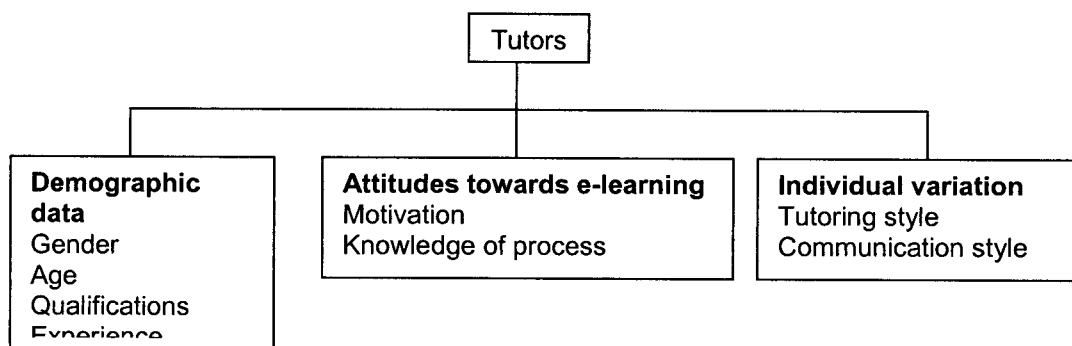 Tutors
Demographic
data
Gender
Age
Qualifications
Experience
Attitudes towards e-learning
Motivation
Knowledge of process
Individual variation
Tutoring style
Communication style